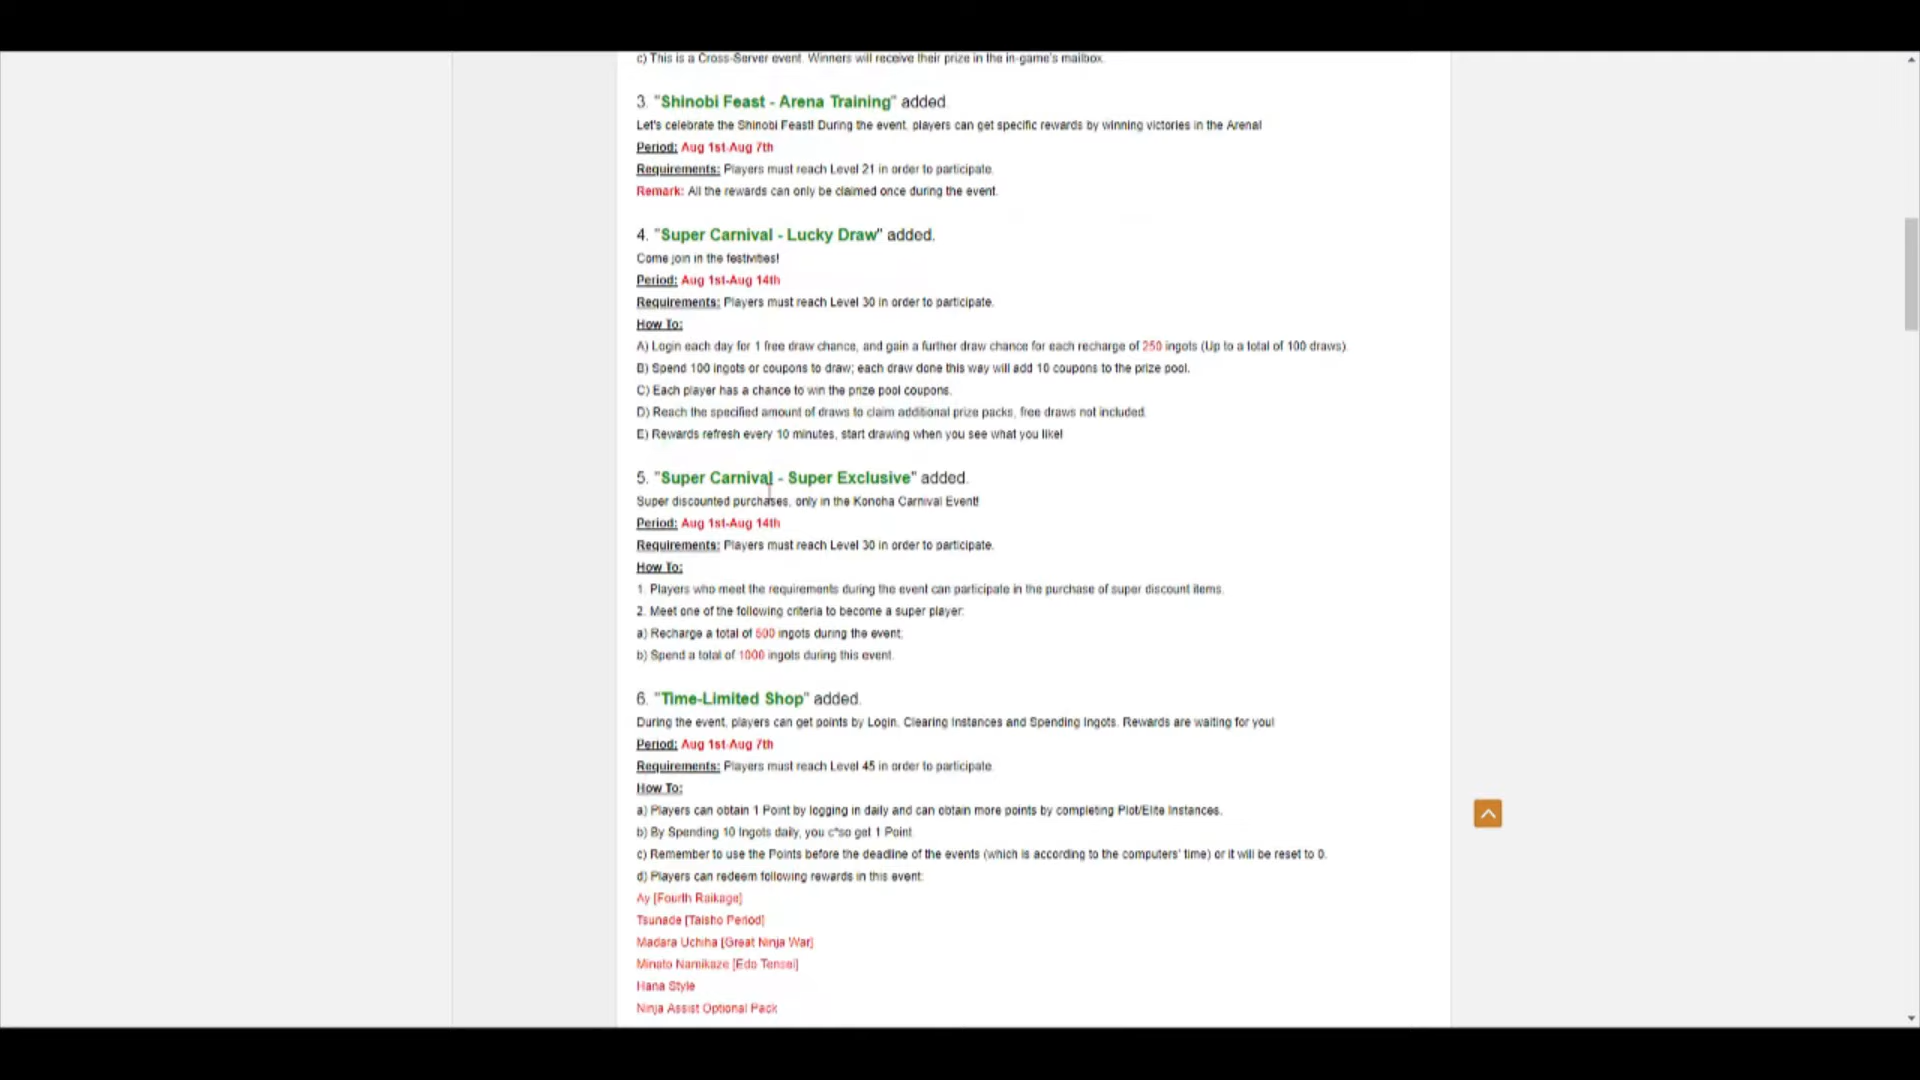 c) This is a Cross-Server event. Winners will receive their prize in the in-game's mailbox.
3. "Shinobi Feast - Arena Training" added.
Let's celebrate the Shinobi Feast! During the event, players can get specific rewards by winning victories in the Arena!
Period: Aug 1st-Aug 7th
Requirements: Players must reach Level 21 in order to participate.
Remark: All the rewards can only be claimed once during the event.
4. "Super Carnival - Lucky Draw" added.
Come join in the festivities!
Period: Aug 1st-Aug 14th
Requirements: Players must reach Level 30 in order to participate.
How To:
A) Login each day for 1 free draw chance, and gain a further draw chance for each recharge of 250 ingots (Up to a total of 100 draws).
B) Spend 100 ingots or coupons to draw; each draw done this way will add 10 coupons to the prize pool.
C) Each player has a chance to win the prize pool coupons.
D) Reach the specified amount of draws to claim additional prize packs, free draws not included.
E) Rewards refresh every 10 minutes, start drawing when you see what you like!
5. "Super Carnival - Super Exclusive" added.
Super discounted purchases, only in the Konoha Carnival Event!
Period: Aug 1st-Aug 14th
Requirements: Players must reach Level 30 in order to participate.
How To:
1. Players who meet the requirements during the event can participate in the purchase of super discount items.
2. Meet one of the following criteria to become a super player:
a) Recharge a total of 500 ingots during the event;
b) Spend a total of 1000 ingots during this event.
6. "Time-Limited Shop" added.
During the event, players can get points by Login, Clearing Instances and Spending Ingots. Rewards are waiting for you!
Period: Aug 1st-Aug 7th
Requirements: Players must reach Level 45 in order to participate.
How To:
a) Players can obtain 1 Point by logging in daily and can obtain more points by completing Plot/Elite Instances.
b) By Spending 10 Ingots daily, you c*so get 1 Point.
c) Remember to use the Points before the deadline of the events (which is according to the computers' time) or it will be reset to 0.
d) Players can redeem following rewards in this event:
Ay [Fourth Raikage]
Tsunade [Taisho Period]
Madara Uchiha [Great Ninja War]
Minato Namikaze [Edo Tensei]
Hana Style
Ninja Assist Optional Pack